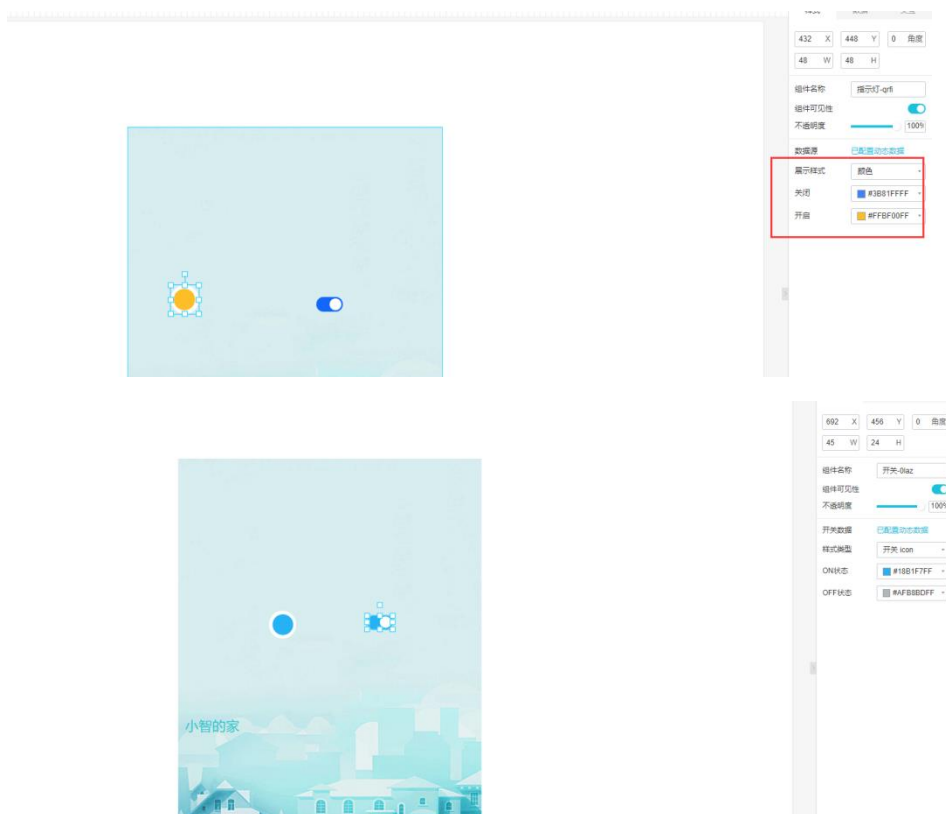 432 X 448 Y 0 角度
48 W 48 H
组件名称 指示灯-qrfi
组件可见性
不透明度 100%
数据源 已配置动态数据
展示样式 颜色
关闭 #3B81FFFF
开启 #FFBF00FF
692 X 456 Y 0 角度
45 W 24 H
组件名称 开关-0laz
组件可见性
不透明度 100%
开关数据 已配置动态数据
样式类型 开关 icon
ON状态 #18B1F7FF
OFF状态 #AFB8BDFF
小智的家